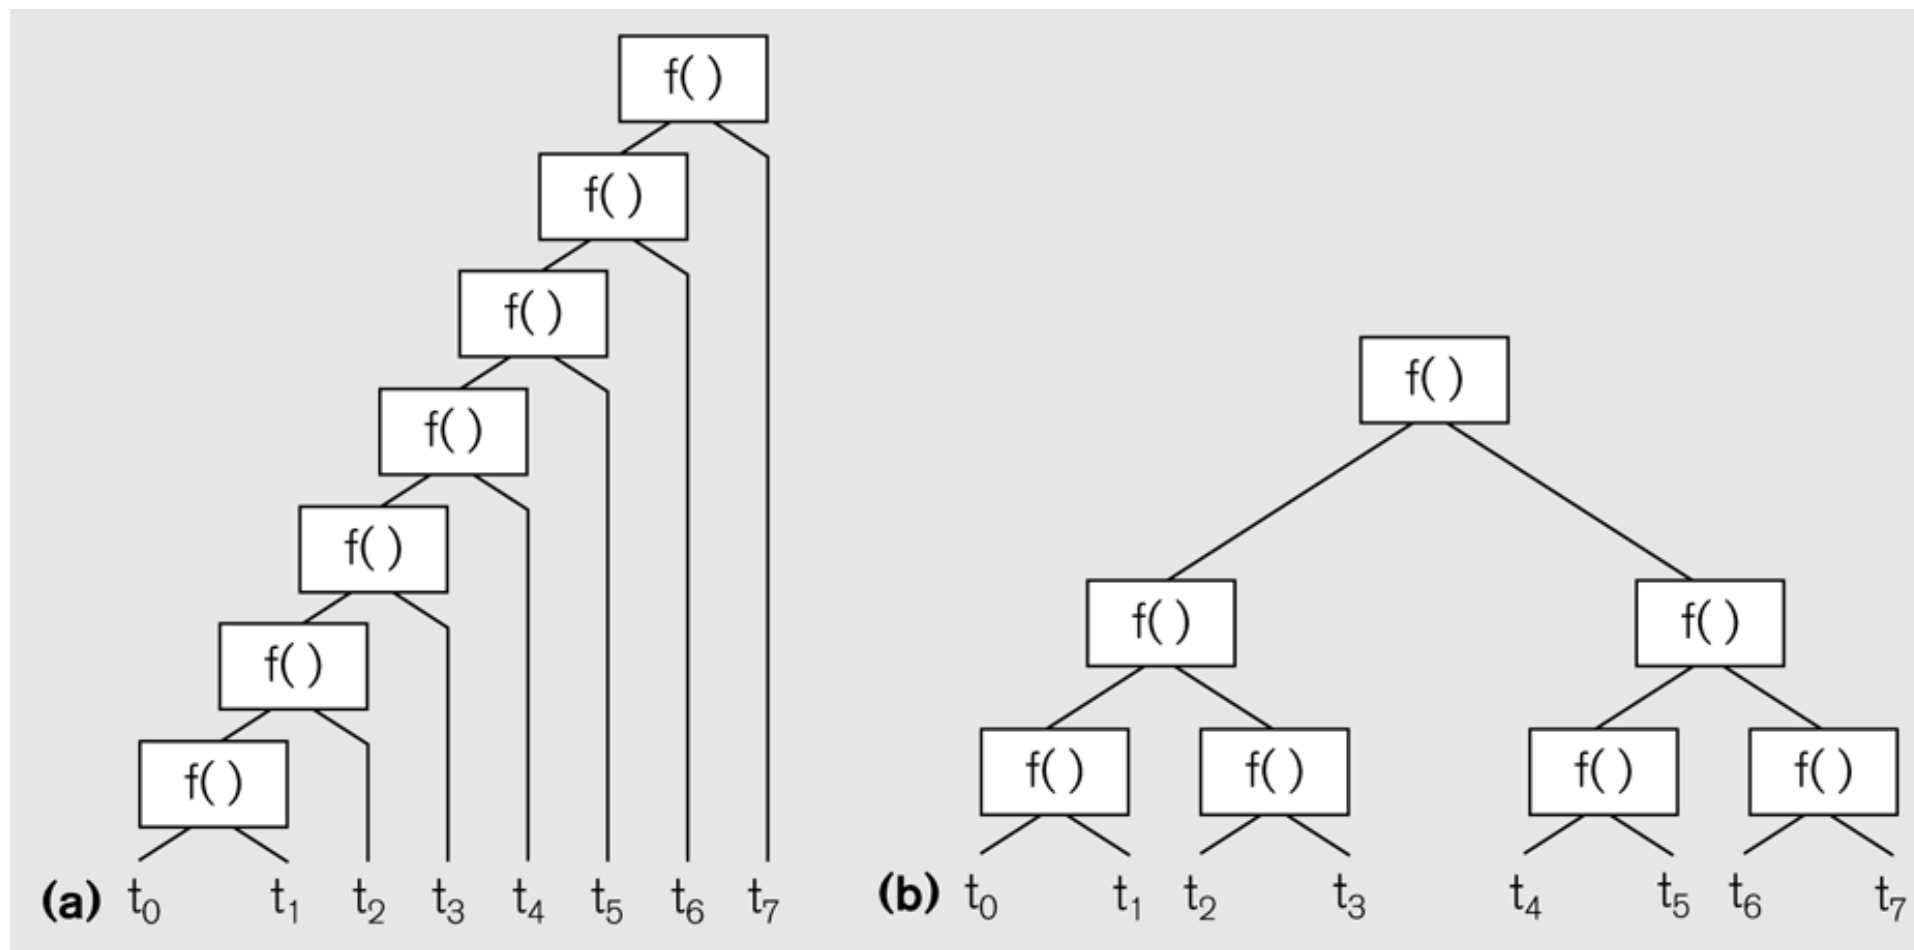 f( )
f( )
f( )
f( )
f( )
f( )
f( )
(a) t₀ t₁ t₂ t₃ t₄ t₅ t₆ t₇
f( )
f( ) f( )
f( ) f( ) f( ) f( )
(b) t₀ t₁ t₂ t₃ t₄ t₅ t₆ t₇